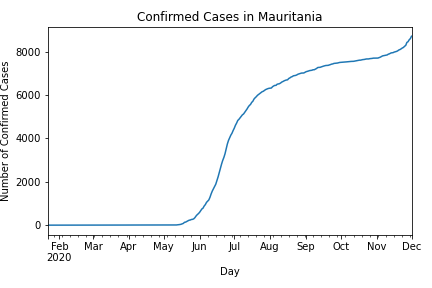 Confirmed Cases in Mauritania
Number of Confirmed Cases
8000
6000
4000
2000
0
Feb Mar Apr May Jun Jul Aug Sep Oct Nov Dec
2020
Day